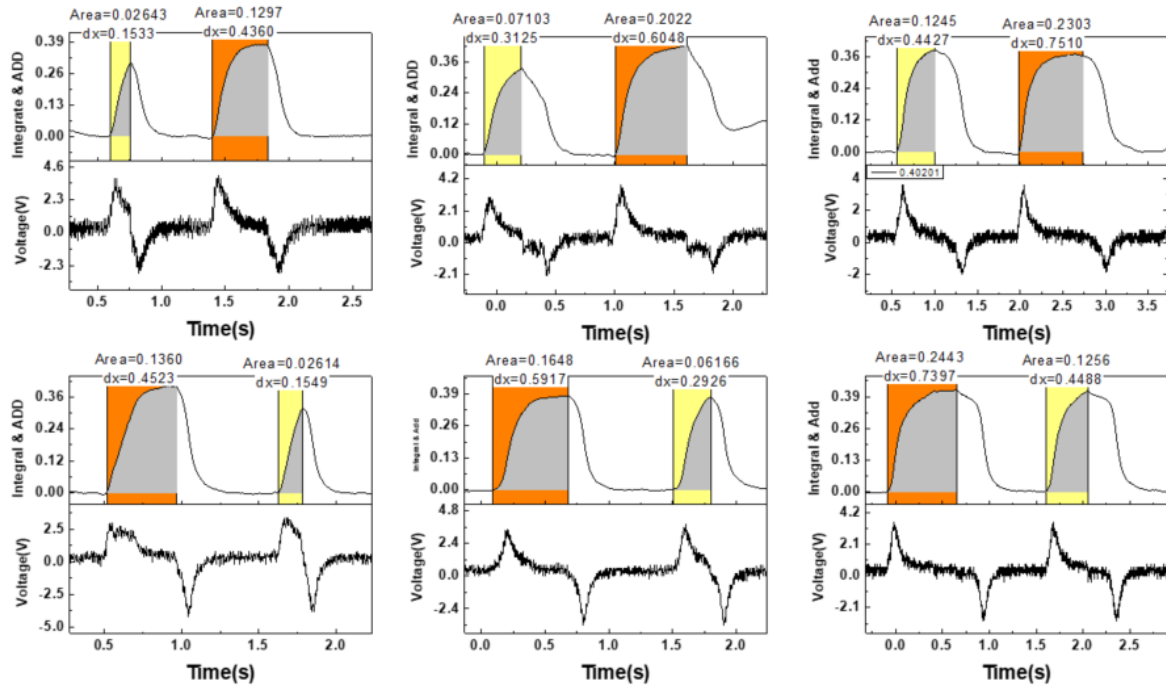 Area=0.02643 Area=0.1297
dx=0.1533 dx=0.4360
Integrate & ADD
0.39
0.26
0.13
0.00
Voltage(V)
4.6
2.3
0.0
-2.3
0.5 1.0 1.5 2.0 2.5
Time(s)
Area=0.07103 Area=0.2022
dx=0.3125 dx=0.6048
Integral & ADD
0.36
0.24
0.12
0.00
Voltage(V)
4.2
2.1
0.0
-2.1
0.0 0.5 1.0 1.5 2.0
Time(s)
Area=0.1245 Area=0.2303
dx=0.4427 dx=0.7510
Intergral & Add
0.36
0.24
0.12
0.00
0.40201
Voltage(V)
4
2
0
-2
0.5 1.0 1.5 2.0 2.5 3.0 3.5
Time(s)
Area=0.1360 Area=0.02614
dx=0.4523 dx=0.1549
Integral & ADD
0.36
0.24
0.12
0.00
Voltage(V)
2.5
0.0
-2.5
-5.0
0.5 1.0 1.5 2.0
Time(s)
Area=0.1648 Area=0.06166
dx=0.5917 dx=0.2926
Integral & Add
0.39
0.26
0.13
0.00
Voltage(V)
4.8
2.4
0.0
-2.4
0.0 0.5 1.0 1.5 2.0
Time(s)
Area=0.2443 Area=0.1256
dx=0.7397 dx=0.4488
Integral & Add
0.39
0.26
0.13
0.00
Voltage(V)
4.2
2.1
0.0
-2.1
0.0 0.5 1.0 1.5 2.0 2.5
Time(s)